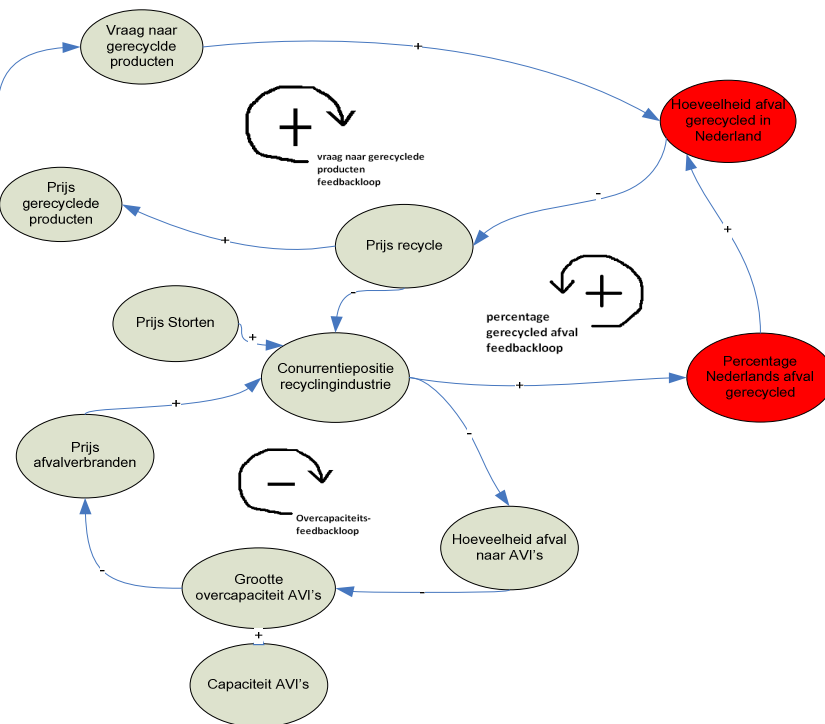 Vraag naar
gerecyclde
producten
+
Hoeveelheid afval
gerecycled in
Nederland
+
vraag naar gerecyclede
producten
feedbackloop
Prijs
gerecyclede
producten
-
+
Prijs recycle
+
-
+
percentage
gerecycled afval
feedbackloop
Prijs Storten
+
Conurrentiepositie
recyclingindustrie
Percentage
Nederlands afval
gerecycled
+
+
-
Prijs
afvalverbranden
-
Overcapaciteits-
feedbackloop
Hoeveelheid afval
naar AVI's
-
Grootte
overcapaciteit AVI's
-
+
Capaciteit AVI's